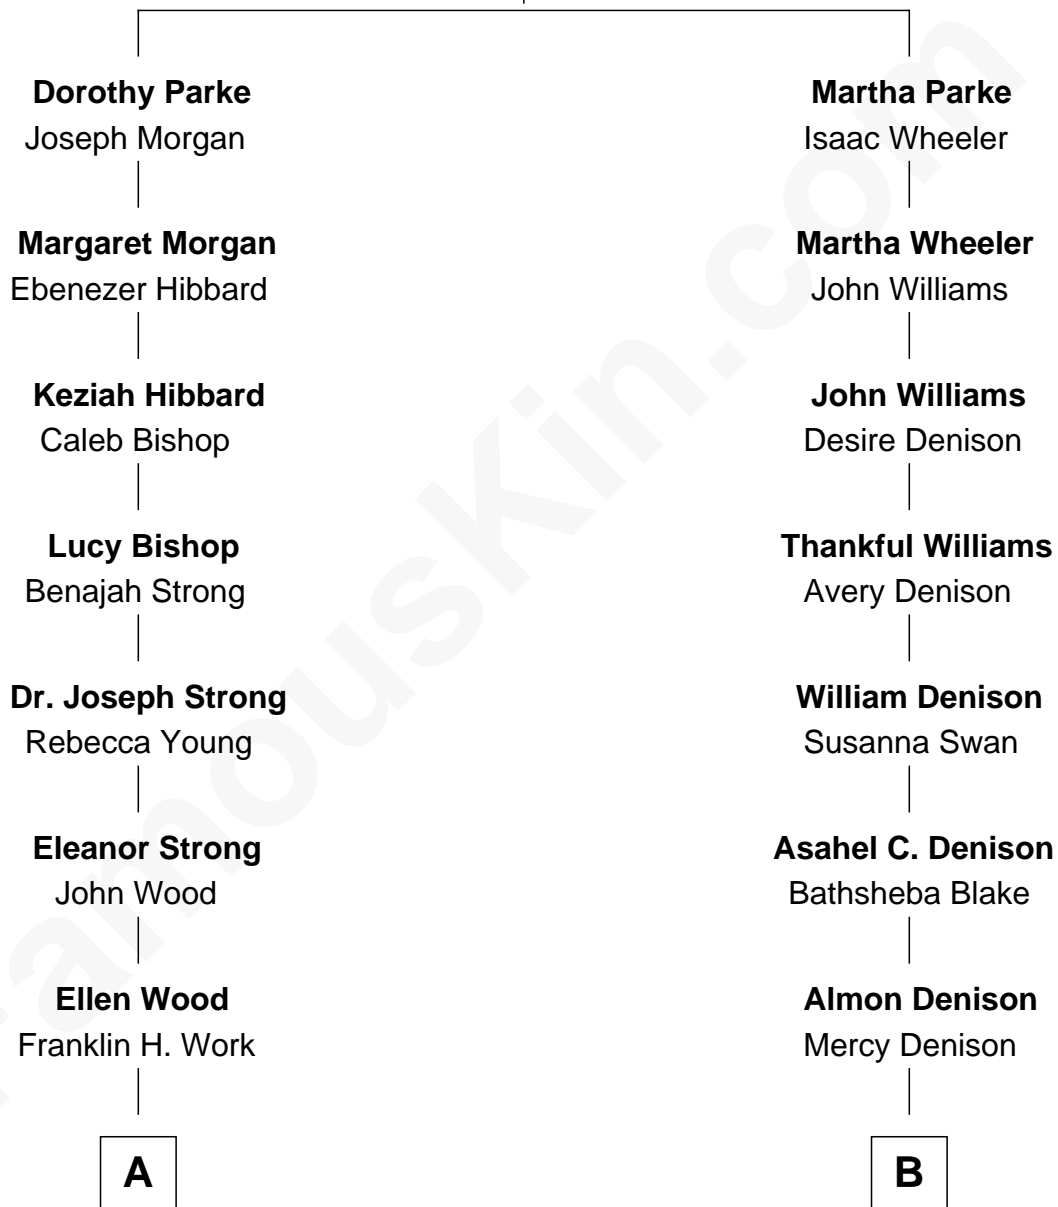 Dorothy Parke
Joseph Morgan
Margaret Morgan
Ebenezer Hibbard
Keziah Hibbard
Caleb Bishop
Lucy Bishop
Benajah Strong
Dr. Joseph Strong
Rebecca Young
Eleanor Strong
John Wood
Ellen Wood
Franklin H. Work
A
Martha Parke
Isaac Wheeler
Martha Wheeler
John Williams
John Williams
Desire Denison
Thankful Williams
Avery Denison
William Denison
Susanna Swan
Asahel C. Denison
Bathsheba Blake
Almon Denison
Mercy Denison
B
FamousKin.com